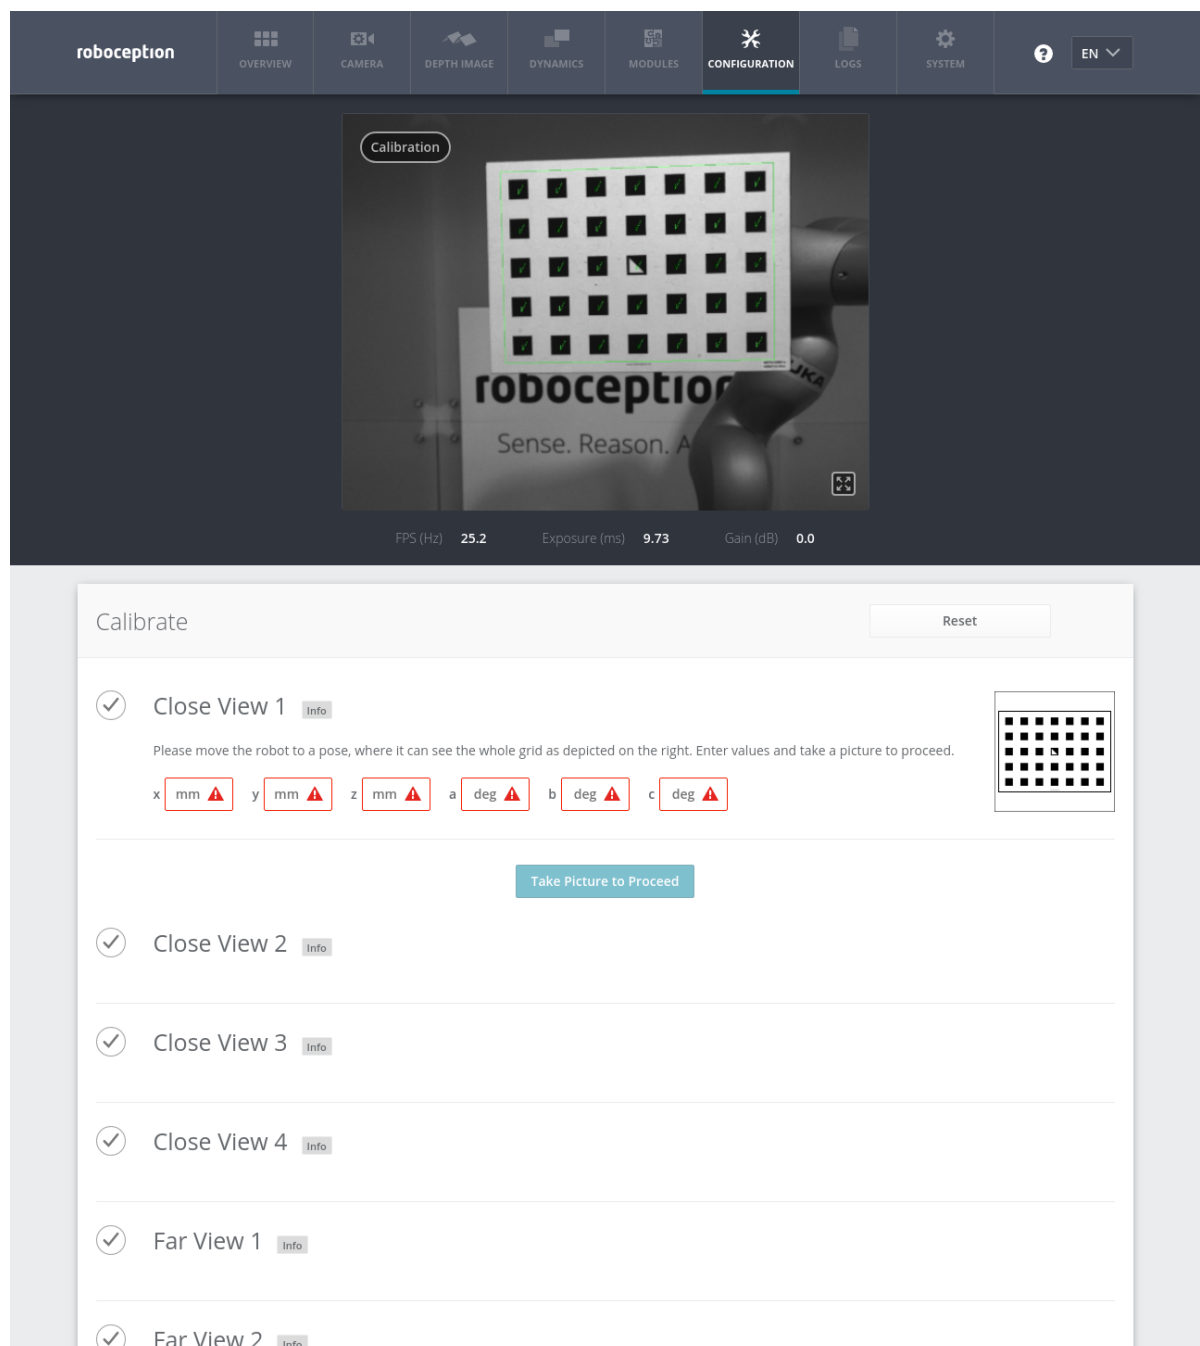 roboception
OVERVIEW
CAMERA
DEPTH IMAGE
DYNAMICS
MODULES
CONFIGURATION
LOGS
SYSTEM
EN
Calibration
KUKA
roboception
Sense. Reason. A
FPS (Hz) 25.2 Exposure (ms) 9.73 Gain (dB) 0.0
Calibrate
Reset
Close View 1 Info
Please move the robot to a pose, where it can see the whole grid as depicted on the right. Enter values and take a picture to proceed.
x mm y mm z mm a deg b deg c deg
Take Picture to Proceed
Close View 2 Info
Close View 3 Info
Close View 4 Info
Far View 1 Info
Far View 2 Info